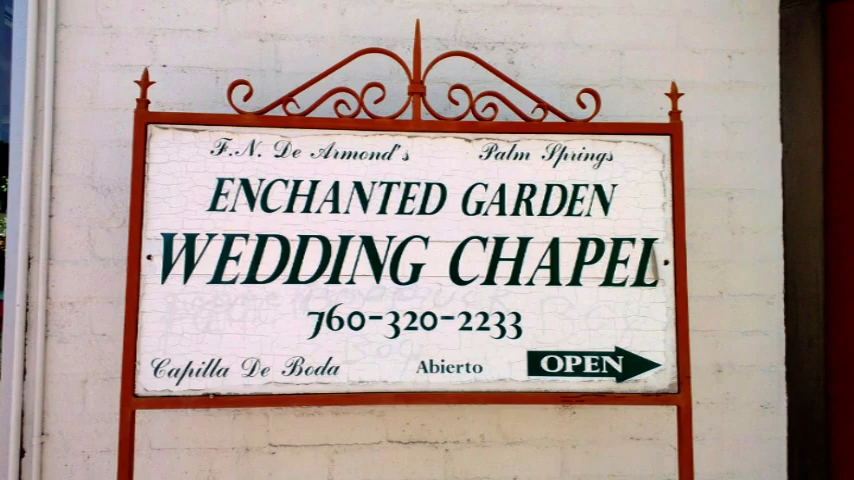 F.N. De Armond's Palm Springs
ENCHANTED GARDEN
WEDDING CHAPEL
760-320-2233
Capilla De Boda Abierto OPEN